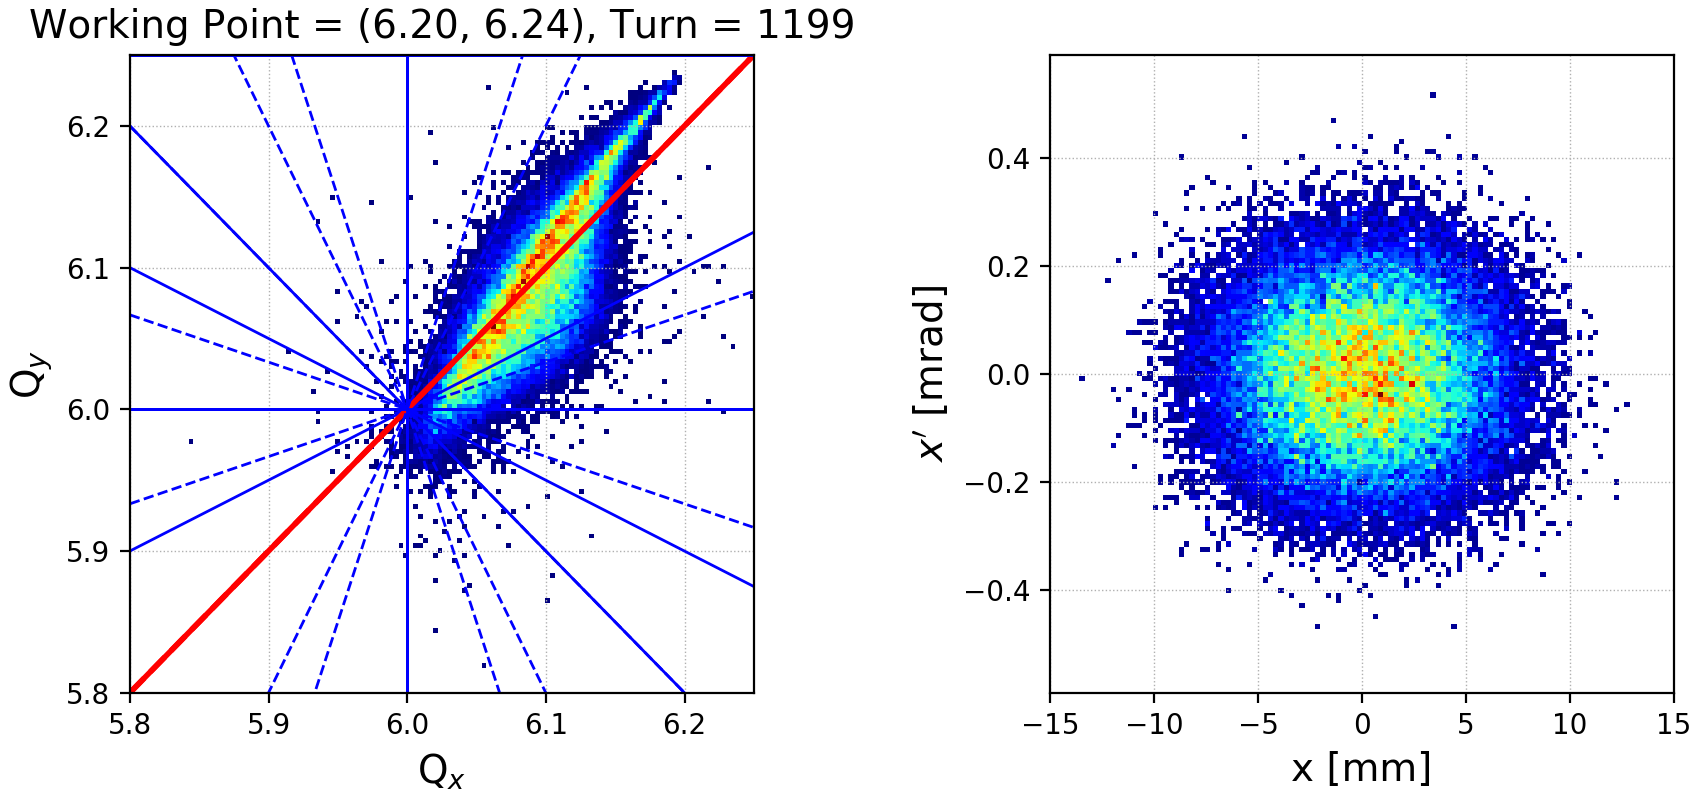 Working Point = (6.20, 6.24), Turn = 1199
6.2
6.1
6.0
5.9
5.8
Q_y
5.8 5.9 6.0 6.1 6.2
Q_x
0.4
0.2
0.0
−0.2
−0.4
x′ [mrad]
−15 −10 −5 0 5 10 15
x [mm]